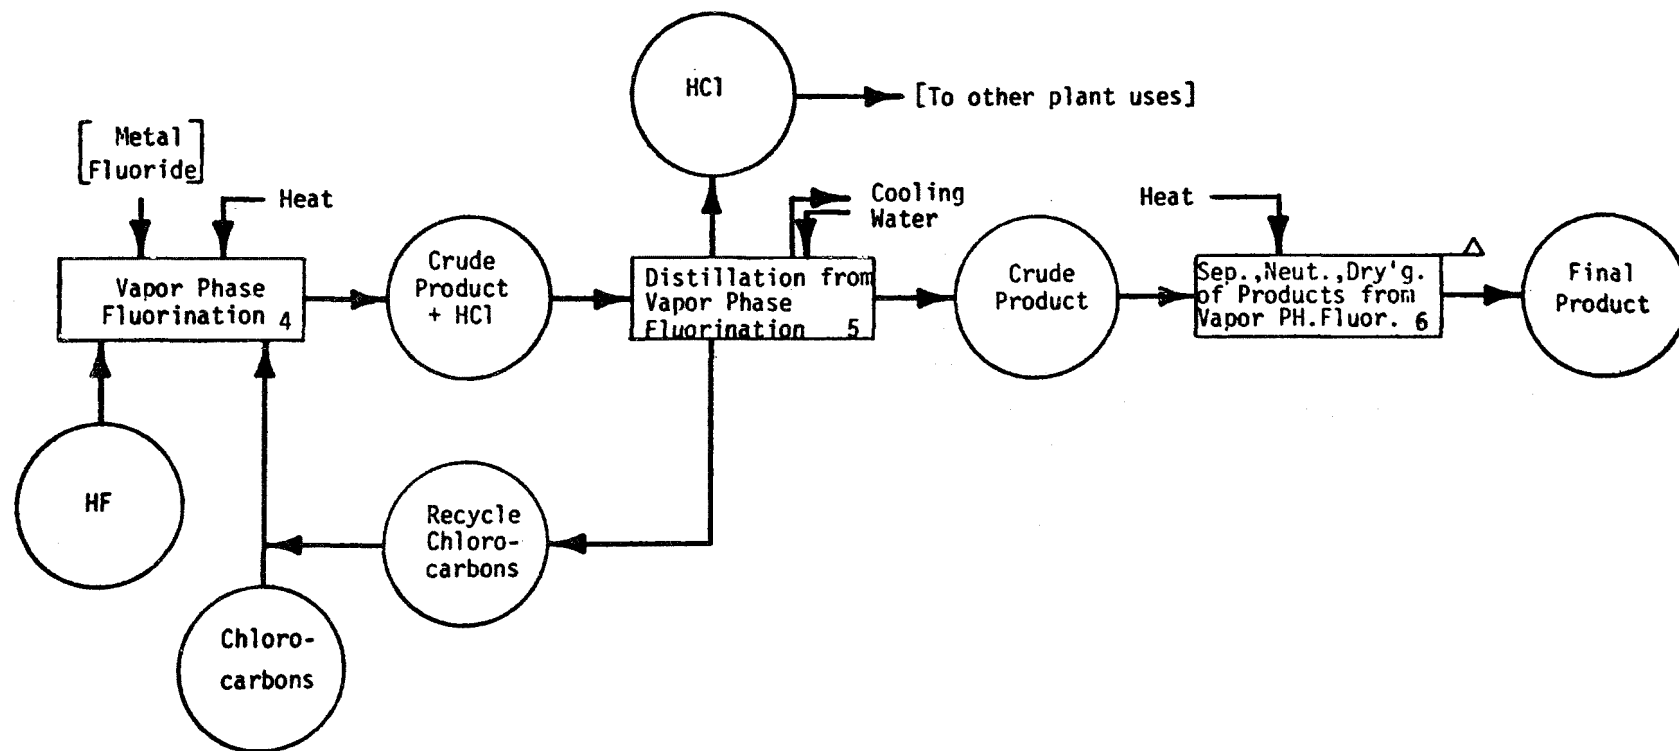 HCl
[To other plant uses]
[Metal
Fluoride]
Heat
Cooling
Water
Heat
Vapor Phase
Fluorination 4
Crude
Product
+ HCl
Distillation from
Vapor Phase
Fluorination 5
Crude
Product
Sep.,Neut.,Dry'g.
of Products from
Vapor PH.Fluor. 6
Final
Product
HF
Recycle
Chloro-
carbons
Chloro-
carbons